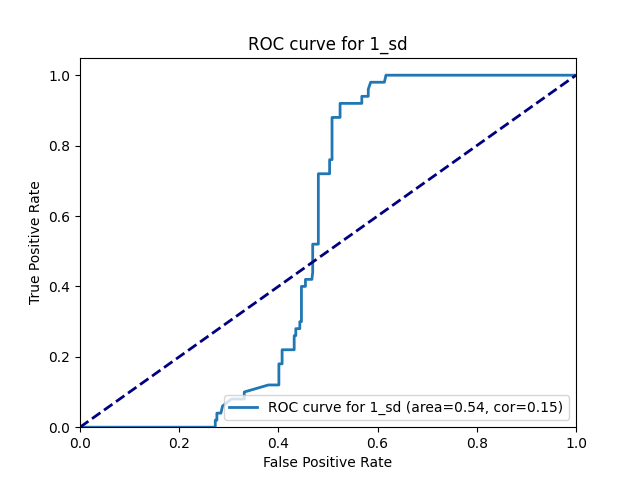 ROC curve for 1_sd
1.0
0.8
0.6
0.4
0.2
0.0
True Positive Rate
ROC curve for 1_sd (area=0.54, cor=0.15)
0.0 0.2 0.4 0.6 0.8 1.0
False Positive Rate